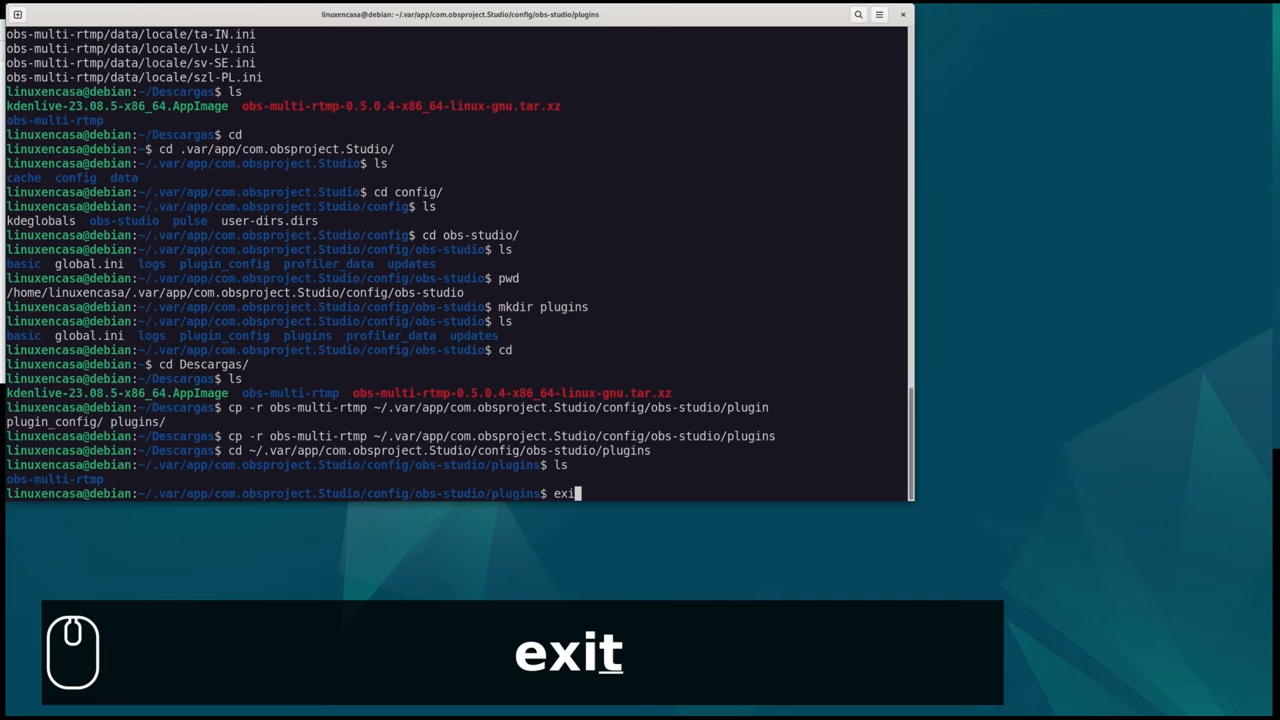 linuxencasa@debian: ~/.var/app/com.obsproject.Studio/config/obs-studio/plugins
obs-multi-rtmp/data/locale/ta-IN.ini
obs-multi-rtmp/data/locale/lv-LV.ini
obs-multi-rtmp/data/locale/sv-SE.ini
obs-multi-rtmp/data/locale/szl-PL.ini
linuxencasa@debian:~/Descargas$ ls
kdenlive-23.08.5-x86_64.AppImage  obs-multi-rtmp-0.5.0.4-x86_64-linux-gnu.tar.xz
obs-multi-rtmp
linuxencasa@debian:~/Descargas$ cd
linuxencasa@debian:~$ cd .var/app/com.obsproject.Studio/
linuxencasa@debian:~/.var/app/com.obsproject.Studio$ ls
cache  config  data
linuxencasa@debian:~/.var/app/com.obsproject.Studio$ cd config/
linuxencasa@debian:~/.var/app/com.obsproject.Studio/config$ ls
kdeglobals  obs-studio  pulse  user-dirs.dirs
linuxencasa@debian:~/.var/app/com.obsproject.Studio/config$ cd obs-studio/
linuxencasa@debian:~/.var/app/com.obsproject.Studio/config/obs-studio$ ls
basic  global.ini  logs  plugin_config  profiler_data  updates
linuxencasa@debian:~/.var/app/com.obsproject.Studio/config/obs-studio$ pwd
/home/linuxencasa/.var/app/com.obsproject.Studio/config/obs-studio
linuxencasa@debian:~/.var/app/com.obsproject.Studio/config/obs-studio$ mkdir plugins
linuxencasa@debian:~/.var/app/com.obsproject.Studio/config/obs-studio$ ls
basic  global.ini  logs  plugin_config  plugins  profiler_data  updates
linuxencasa@debian:~/.var/app/com.obsproject.Studio/config/obs-studio$ cd
linuxencasa@debian:~$ cd Descargas/
linuxencasa@debian:~/Descargas$ ls
kdenlive-23.08.5-x86_64.AppImage  obs-multi-rtmp  obs-multi-rtmp-0.5.0.4-x86_64-linux-gnu.tar.xz
linuxencasa@debian:~/Descargas$ cp -r obs-multi-rtmp ~/.var/app/com.obsproject.Studio/config/obs-studio/plugin
plugin_config/ plugins/
linuxencasa@debian:~/Descargas$ cp -r obs-multi-rtmp ~/.var/app/com.obsproject.Studio/config/obs-studio/plugins
linuxencasa@debian:~/Descargas$ cd ~/.var/app/com.obsproject.Studio/config/obs-studio/plugins
linuxencasa@debian:~/.var/app/com.obsproject.Studio/config/obs-studio/plugins$ ls
obs-multi-rtmp
linuxencasa@debian:~/.var/app/com.obsproject.Studio/config/obs-studio/plugins$ exi
exit